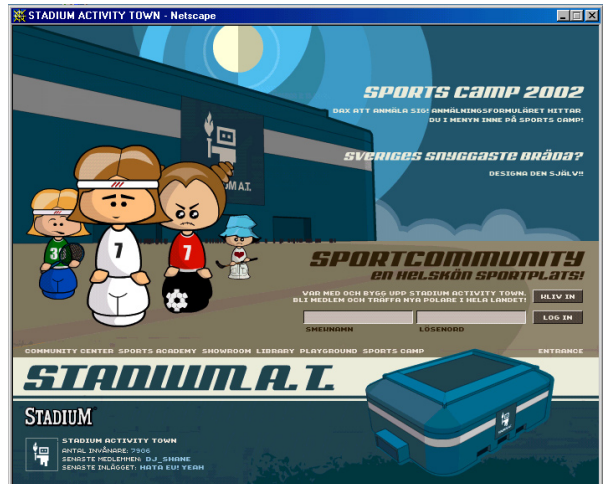 STADIUM ACTIVITY TOWN - Netscape
SPORTS CAMP 2002
DAX ATT ANMÄLA SIG! ANMÄLNINGSFORMULÄRET HITTAR
DU I MENYN INNE PÅ SPORTS CAMP!
SVERIGES SNYGGASTE BRÄDA?
DESIGNA DEN SJÄLV!!
M A.T.
3
7
7
SPORTCOMMUNITY
EN HELSKÖN SPORTPLATS!
VAR MED OCH BYGG UPP STADIUM ACTIVITY TOWN.
BLI MEDLEM OCH TRÄFFA NYA POLARE I HELA LANDET!
KLIV IN
LOG IN
SMEKNAMN LÖSENORD
COMMUNITY CENTER SPORTS ACADEMY SHOWROOM LIBRARY PLAYGROUND SPORTS CAMP ENTRANCE
STADIUM A.T.
STADIUM
STADIUM ACTIVITY TOWN
ANTAL INVÅNARE: 7906
SENASTE MEDLEMMEN: DJ_SHANE
SENASTE INLÄGGET: HATA EU! YEAH